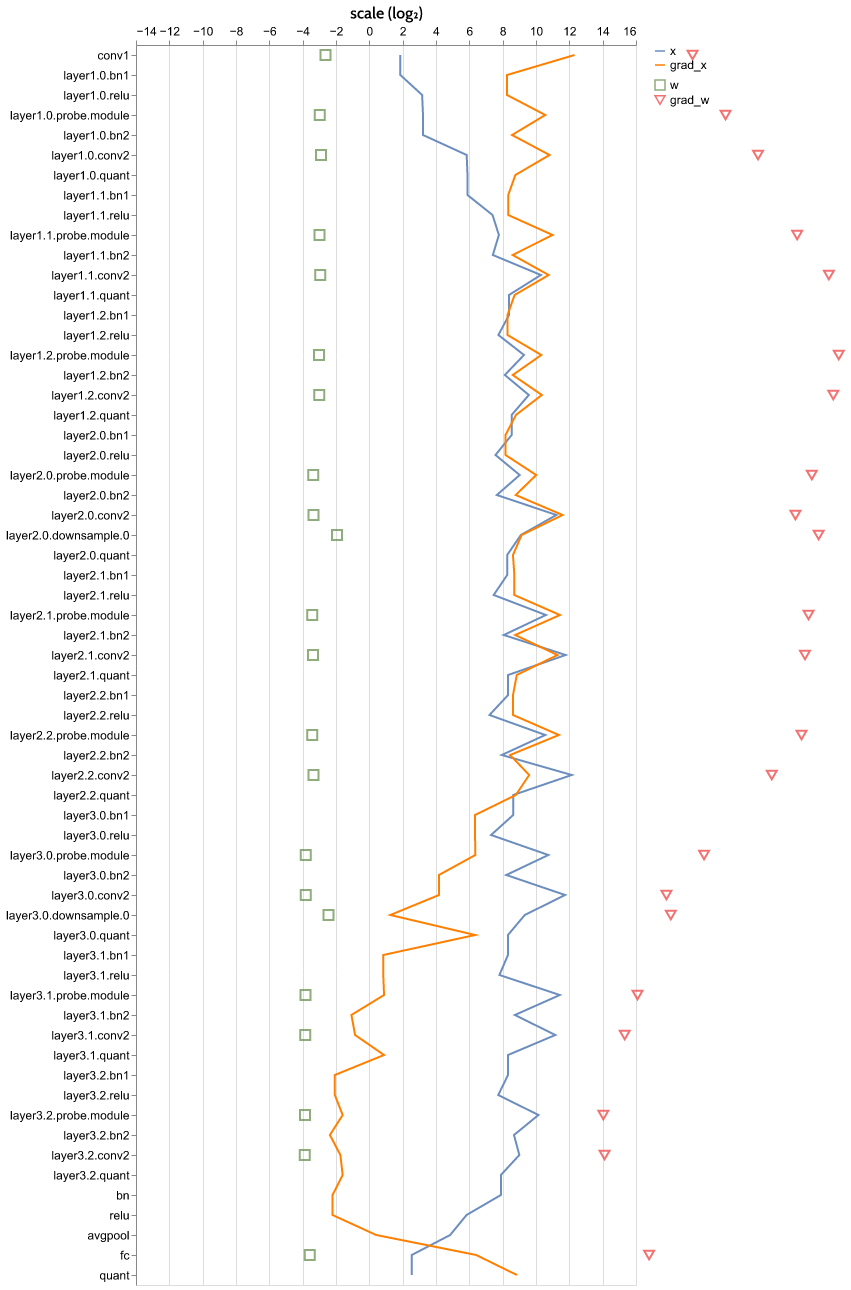 scale (log₂)
−14 −12 −10 −8 −6 −4 −2 0 2 4 6 8 10 12 14 16
x
grad_x
w
grad_w
conv1
layer1.0.bn1
layer1.0.relu
layer1.0.probe.module
layer1.0.bn2
layer1.0.conv2
layer1.0.quant
layer1.1.bn1
layer1.1.relu
layer1.1.probe.module
layer1.1.bn2
layer1.1.conv2
layer1.1.quant
layer1.2.bn1
layer1.2.relu
layer1.2.probe.module
layer1.2.bn2
layer1.2.conv2
layer1.2.quant
layer2.0.bn1
layer2.0.relu
layer2.0.probe.module
layer2.0.bn2
layer2.0.conv2
layer2.0.downsample.0
layer2.0.quant
layer2.1.bn1
layer2.1.relu
layer2.1.probe.module
layer2.1.bn2
layer2.1.conv2
layer2.1.quant
layer2.2.bn1
layer2.2.relu
layer2.2.probe.module
layer2.2.bn2
layer2.2.conv2
layer2.2.quant
layer3.0.bn1
layer3.0.relu
layer3.0.probe.module
layer3.0.bn2
layer3.0.conv2
layer3.0.downsample.0
layer3.0.quant
layer3.1.bn1
layer3.1.relu
layer3.1.probe.module
layer3.1.bn2
layer3.1.conv2
layer3.1.quant
layer3.2.bn1
layer3.2.relu
layer3.2.probe.module
layer3.2.bn2
layer3.2.conv2
layer3.2.quant
bn
relu
avgpool
fc
quant